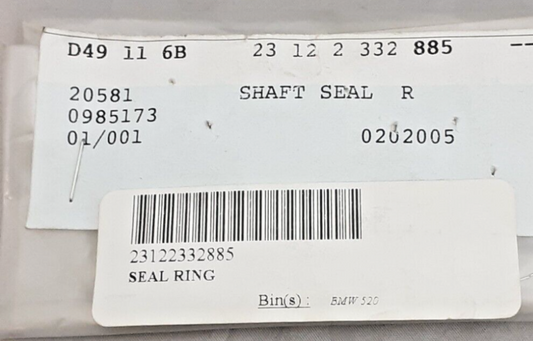 D49 11 6B 23 12 2 332 885 --
20581 SHAFT SEAL R
0985173
01/001 0202005
23122332885
SEAL RING
Bin(s) : BMW 520